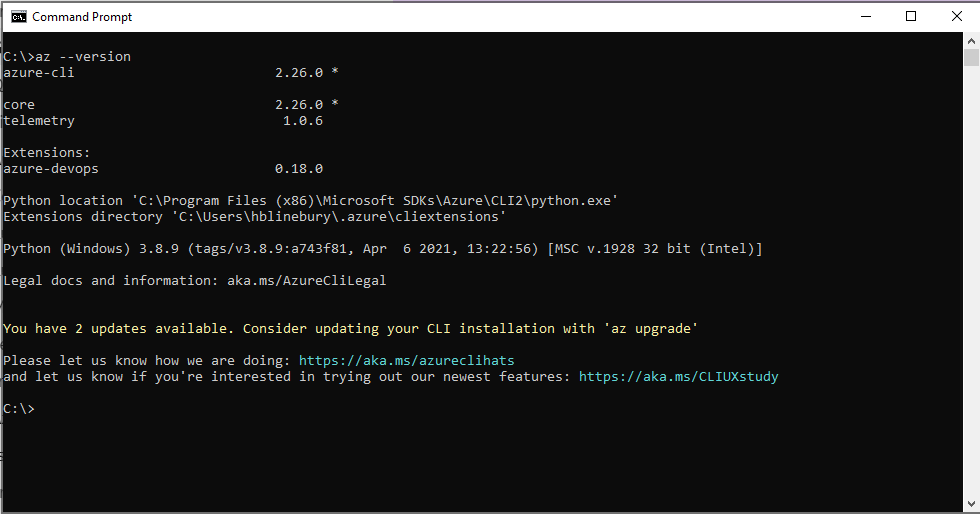 Command Prompt
C:\>az --version
azure-cli                         2.26.0 *
core                              2.26.0 *
telemetry                          1.0.6
Extensions:
azure-devops                      0.18.0
Python location 'C:\Program Files (x86)\Microsoft SDKs\Azure\CLI2\python.exe'
Extensions directory 'C:\Users\hblinebury\.azure\cliextensions'
Python (Windows) 3.8.9 (tags/v3.8.9:a743f81, Apr  6 2021, 13:22:56) [MSC v.1928 32 bit (Intel)]
Legal docs and information: aka.ms/AzureCliLegal
You have 2 updates available. Consider updating your CLI installation with 'az upgrade'
Please let us know how we are doing: https://aka.ms/azureclihats
and let us know if you're interested in trying out our newest features: https://aka.ms/CLIUXstudy
C:\>